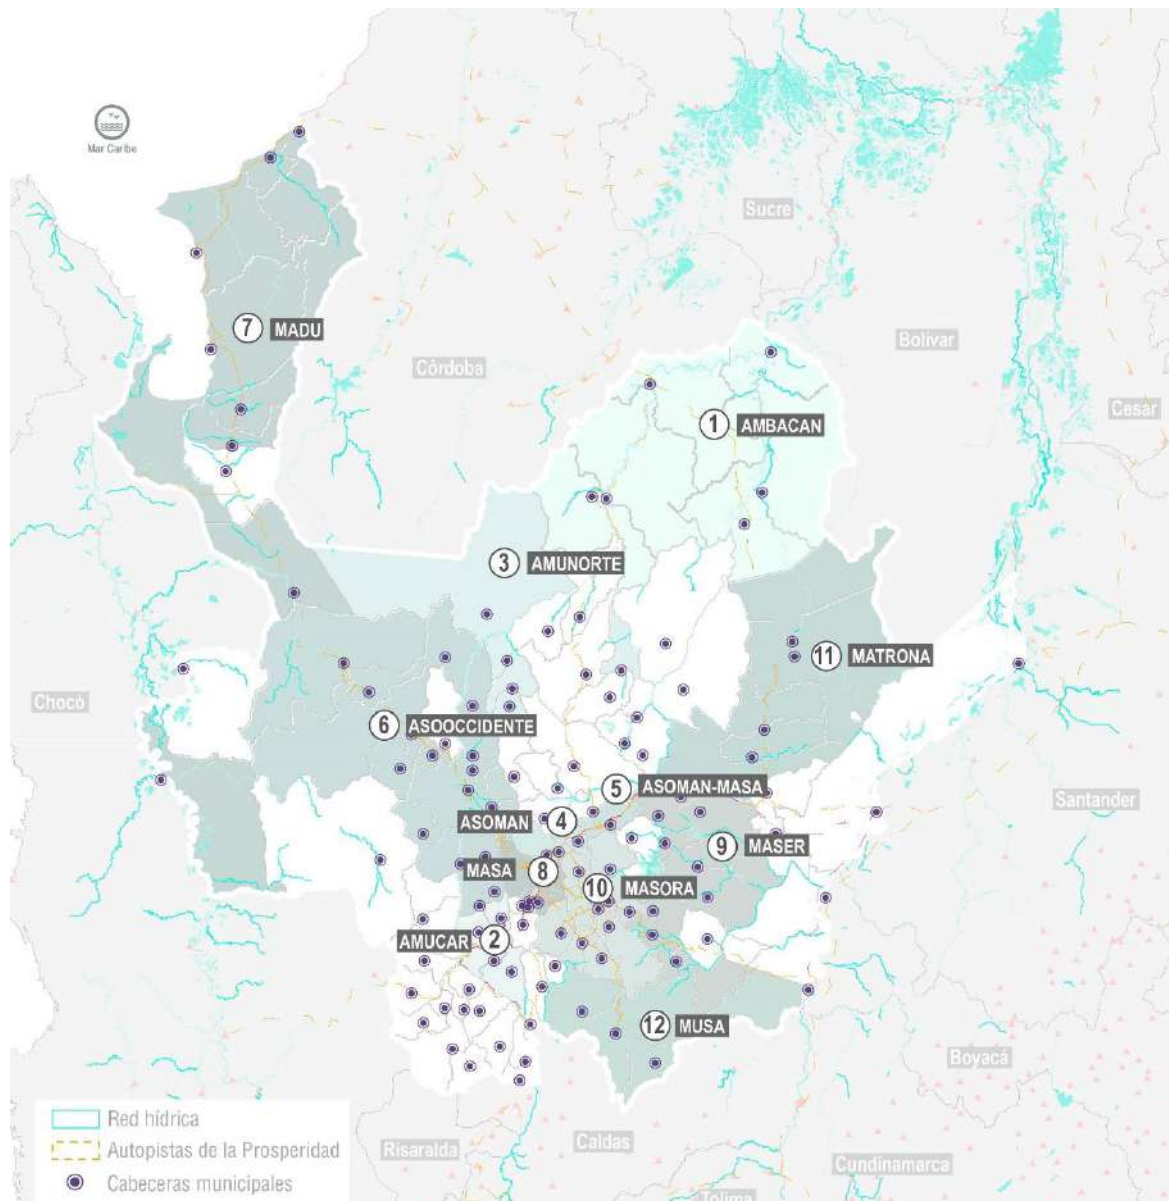 Mar Caribe
Sucre
7 MADU
Bolivar
Córdoba
Cesar
1 AMBACAN
3 AMUNORTE
11 MATRONA
Chocó
6 ASOOCCIDENTE
5 ASOMAN-MASA
Santander
ASOMAN 4
9 MASER
MASA 8
10 MASORA
AMUCAR 2
12 MUSA
Boyacá
Red hídrica
Caldas
Autopistas de la Prosperidad
Risaralda
Cundinamarca
Cabeceras municipales
Tolima